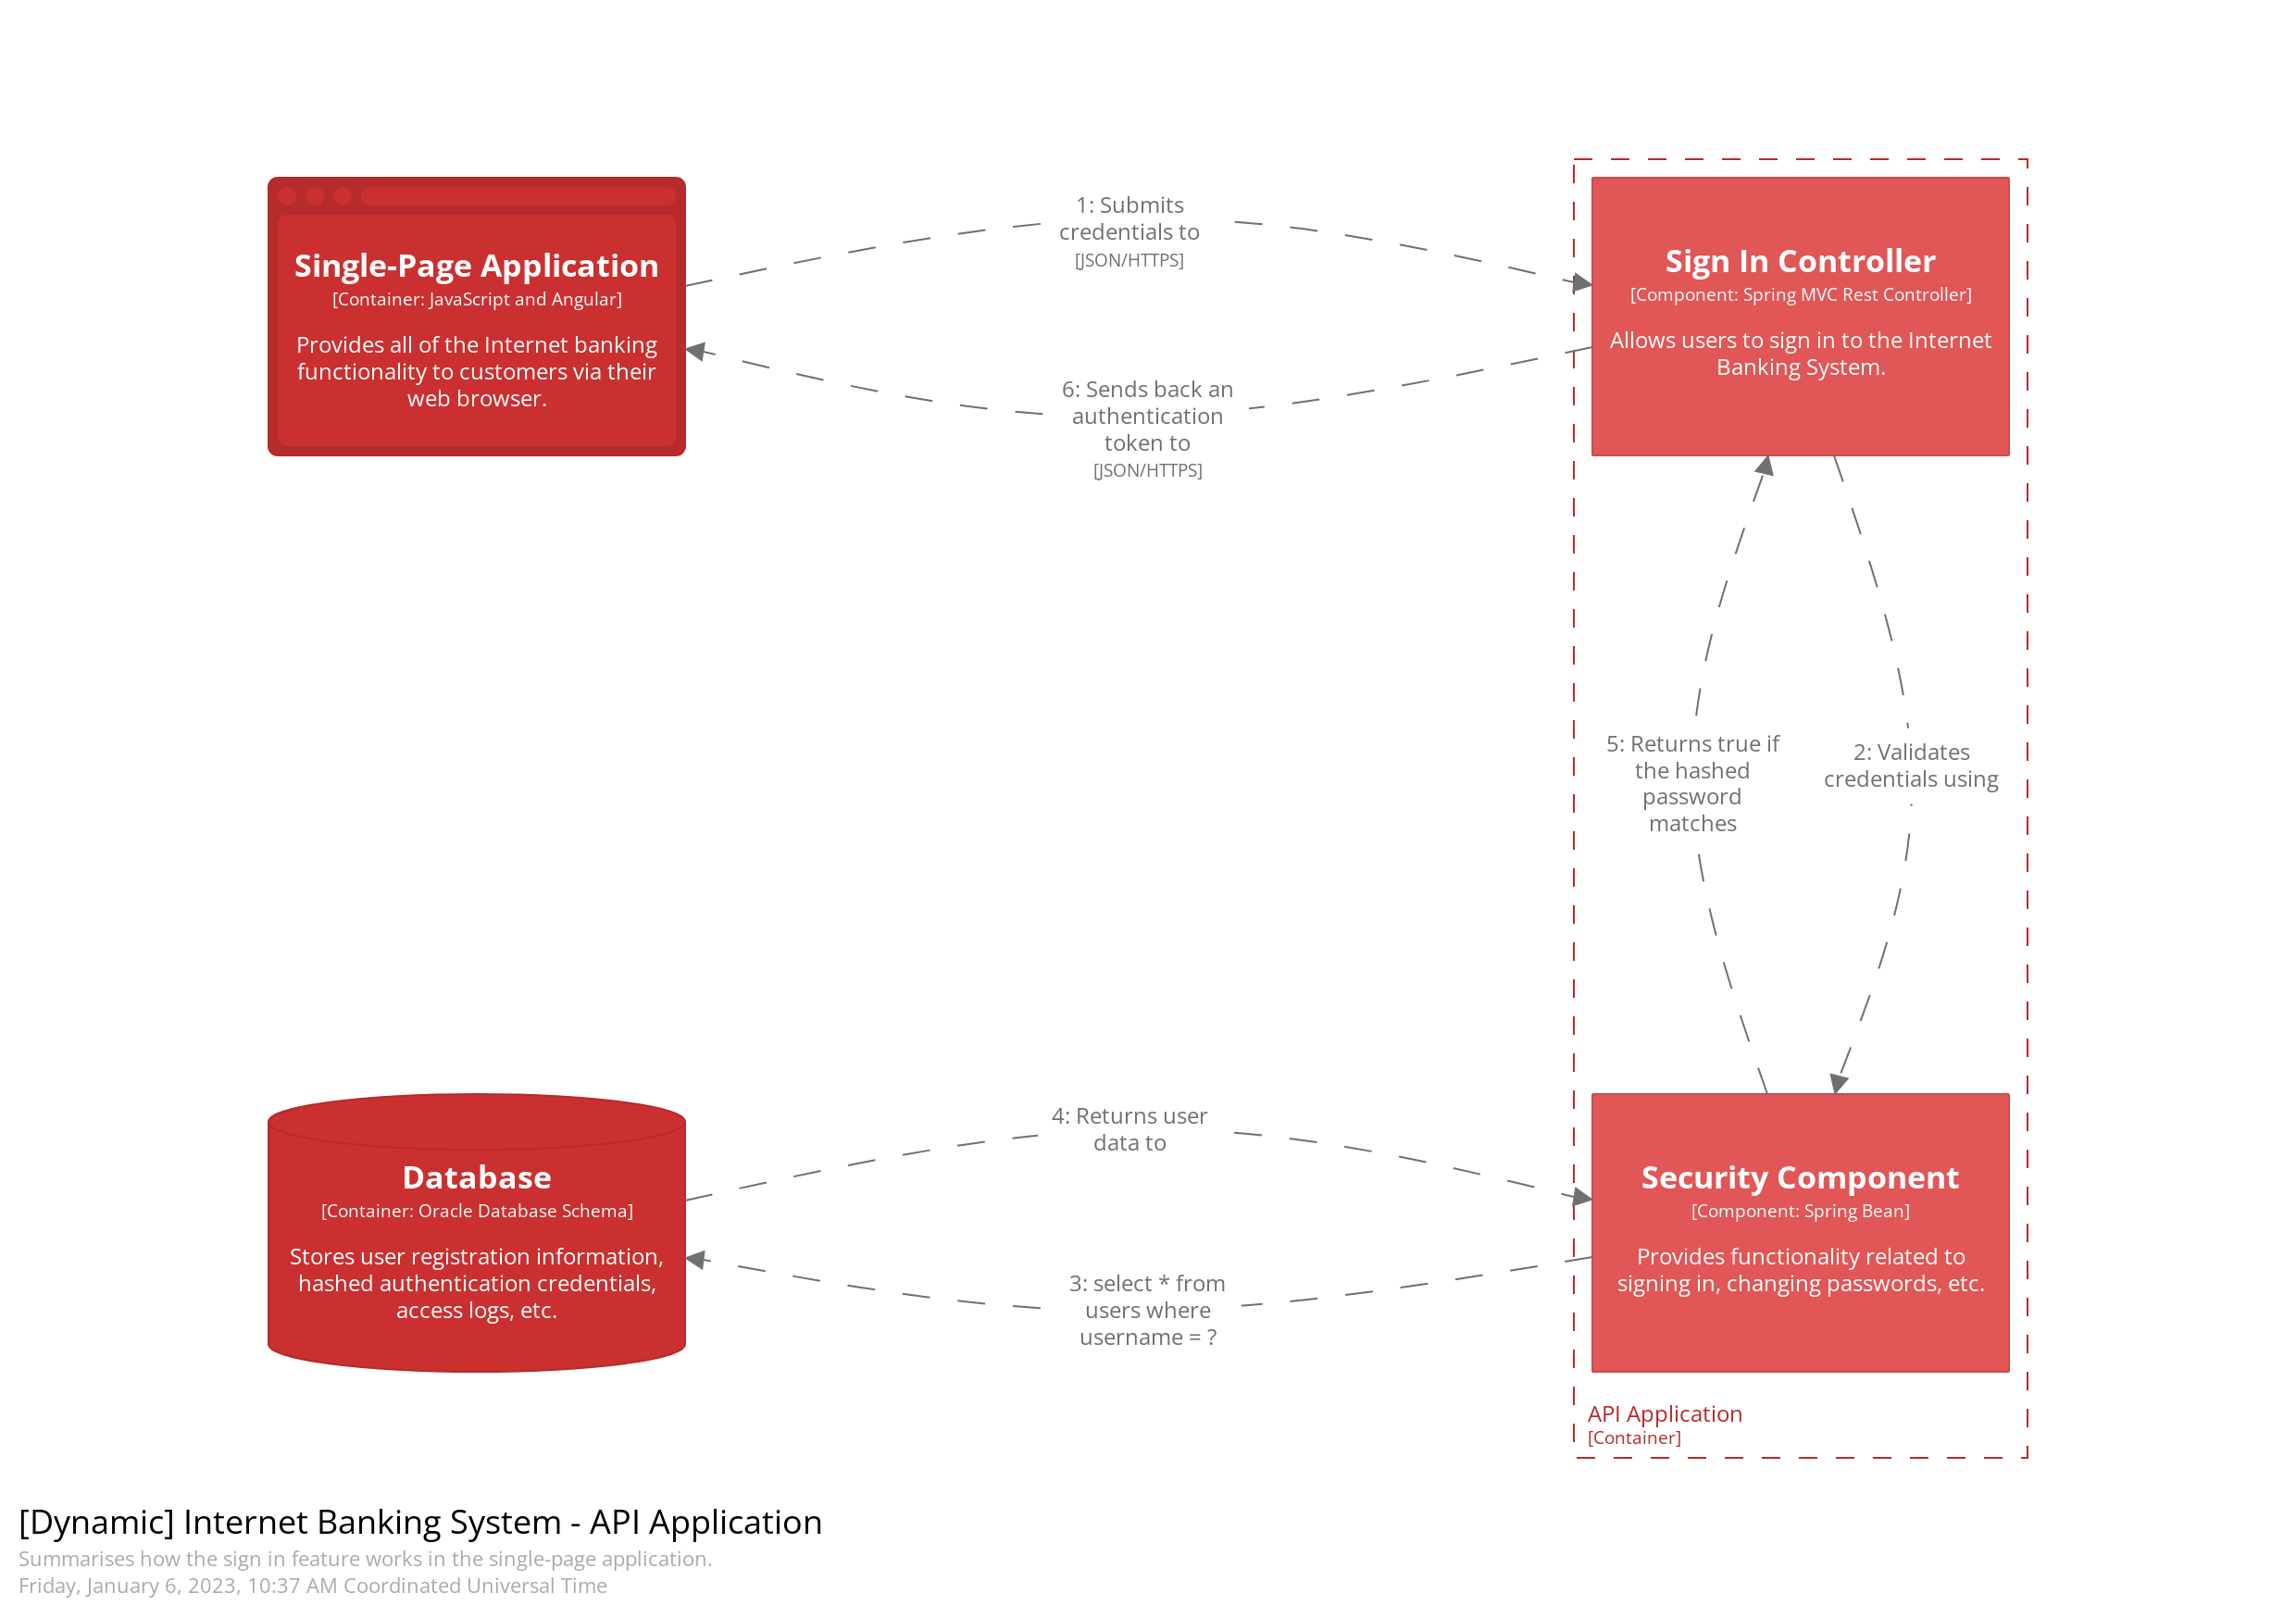 Single-Page Application
[Container: JavaScript and Angular]
Provides all of the Internet banking
functionality to customers via their
web browser.
1: Submits
credentials to
[JSON/HTTPS]
6: Sends back an
authentication
token to
[JSON/HTTPS]
Sign In Controller
[Component: Spring MVC Rest Controller]
Allows users to sign in to the Internet
Banking System.
5: Returns true if
the hashed
password
matches
2: Validates
credentials using
Database
[Container: Oracle Database Schema]
Stores user registration information,
hashed authentication credentials,
access logs, etc.
4: Returns user
data to
3: select * from
users where
username = ?
Security Component
[Component: Spring Bean]
Provides functionality related to
signing in, changing passwords, etc.
API Application
[Container]
[Dynamic] Internet Banking System - API Application
Summarises how the sign in feature works in the single-page application.
Friday, January 6, 2023, 10:37 AM Coordinated Universal Time